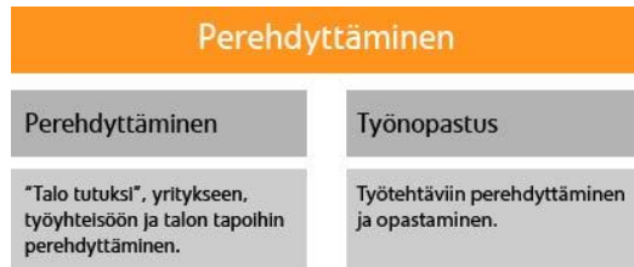 Perehdyttäminen
Perehdyttäminen
Työnopastus
"Talo tutuksi", yritykseen,
työyhteisöön ja talon tapoihin
perehdyttäminen.
Työtehtäviin perehdyttäminen
ja opastaminen.